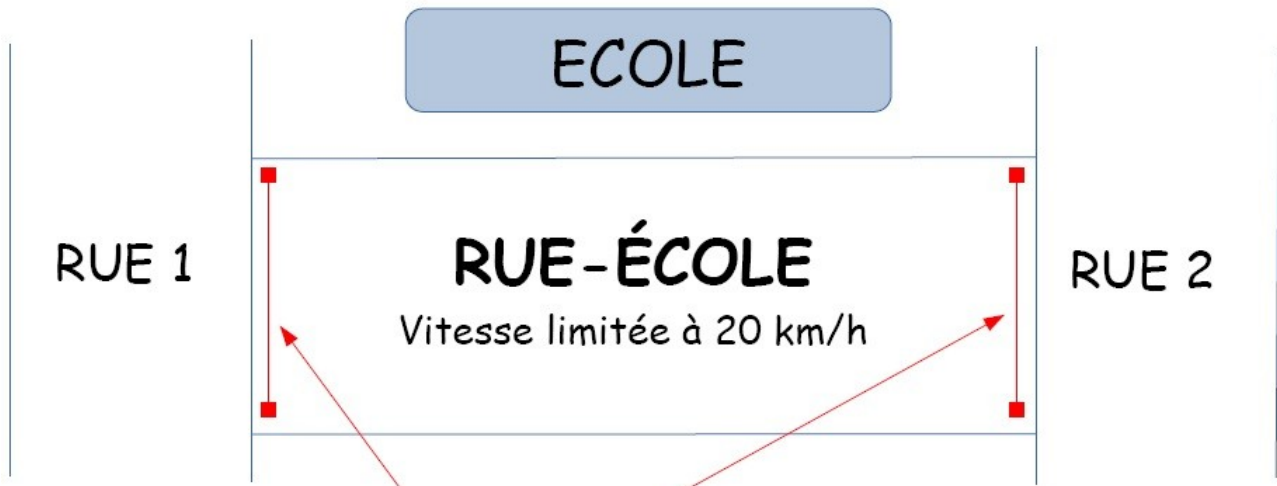 ECOLE
RUE 1
RUE-ÉCOLE
Vitesse limitée à 20 km/h
RUE 2